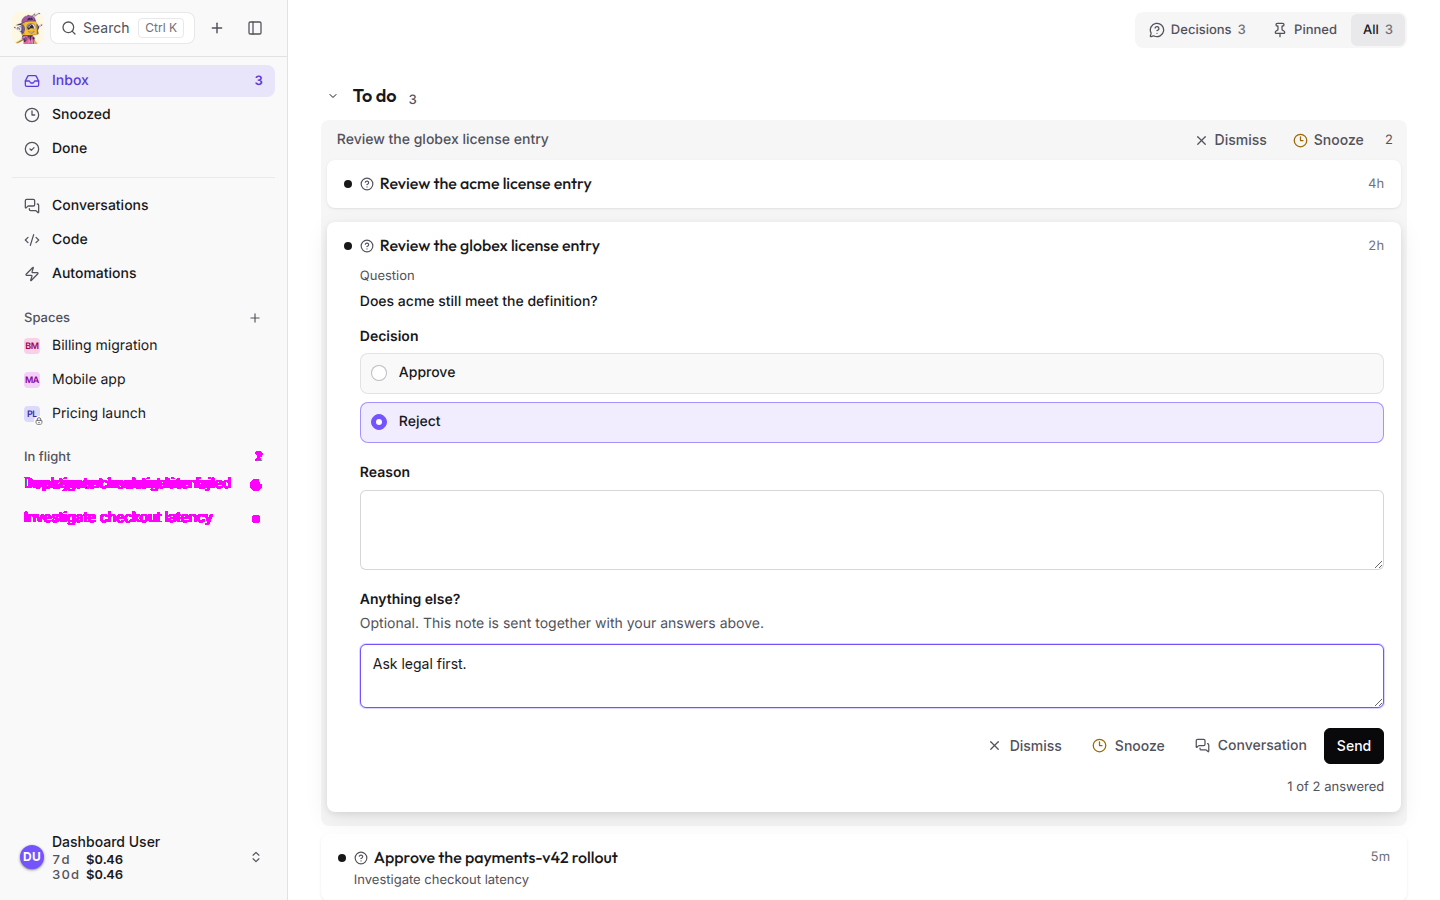 Search Ctrl K
Inbox 3
Snoozed
Done
Conversations
Code
Automations
Spaces
BM Billing migration
MA Mobile app
PL Pricing launch
In flight
Investigate checkout latency
DU Dashboard User
7d $0.46
30d $0.46
Decisions 3 Pinned All 3
To do 3
Review the globex license entry Dismiss Snooze 2
Review the acme license entry 4h
Review the globex license entry 2h
Question
Does acme still meet the definition?
Decision
Approve
Reject
Reason
Anything else?
Optional. This note is sent together with your answers above.
Ask legal first.
Dismiss Snooze Conversation Send
1 of 2 answered
Approve the payments-v42 rollout 5m
Investigate checkout latency